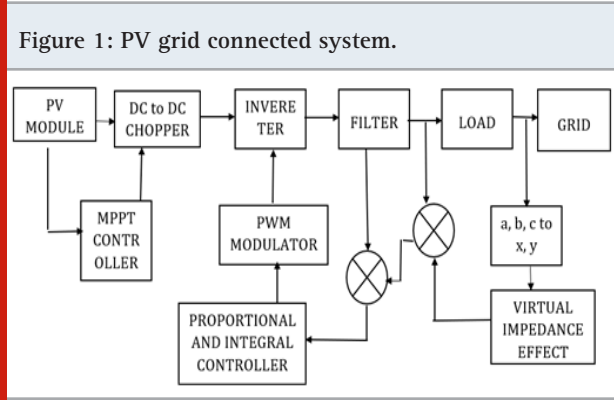 Figure 1: PV grid connected system.
PV
MODULE
DC to DC
CHOPPER
INVERE
TER
FILTER
LOAD
GRID
MPPT
CONTR
OLLER
PWM
MODULATOR
a, b, c to
x, y
PROPORTIONAL
AND INTEGRAL
CONTROLLER
VIRTUAL
IMPEDANCE
EFFECT